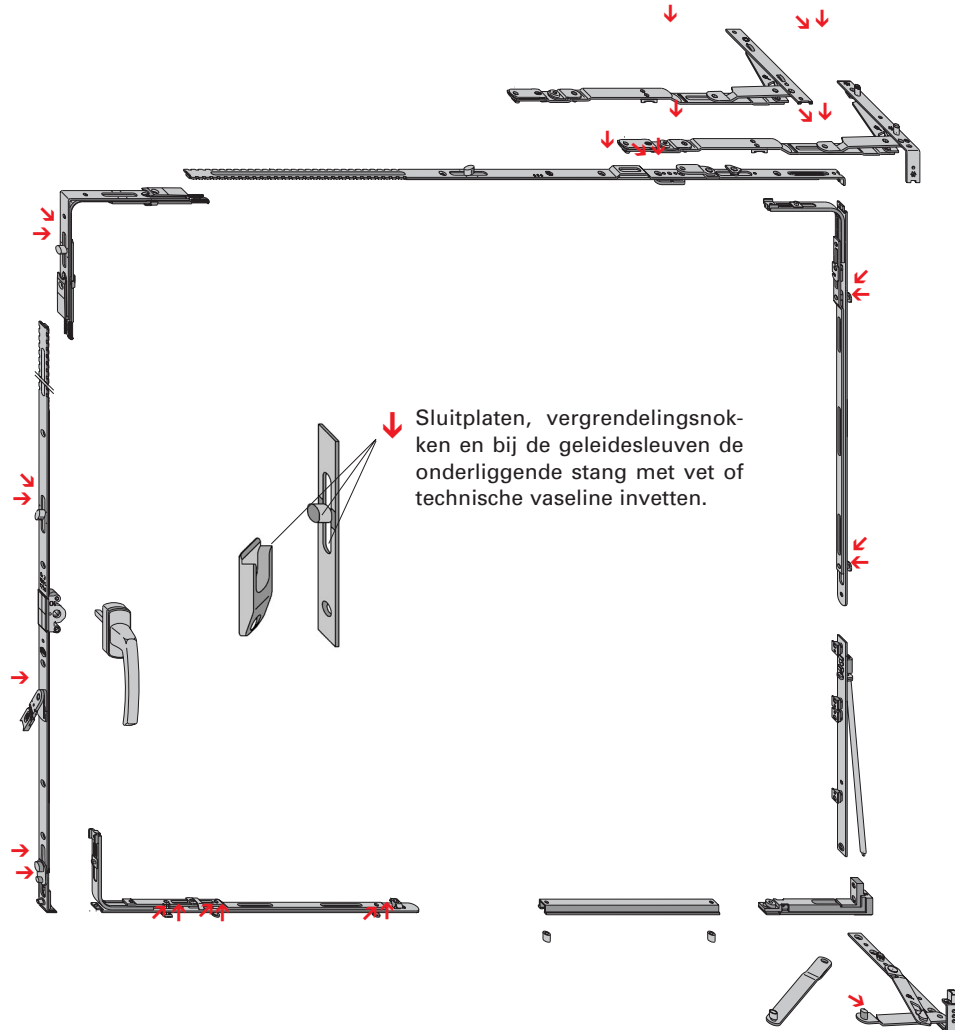 Sluitplaten, vergrendelingsnok-
ken en bij de geleidesleuven de
onderliggende stang met vet of
technische vaseline invetten.